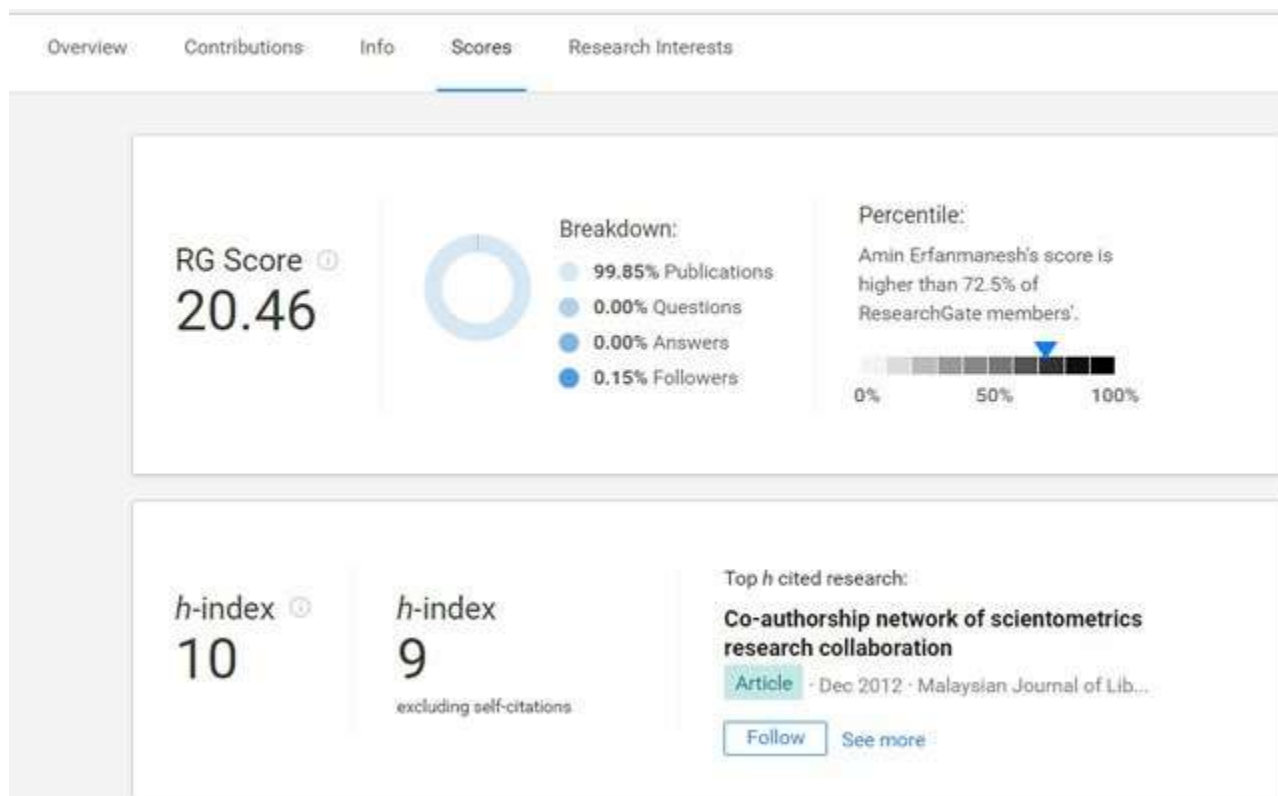 Overview Contributions Info Scores Research Interests
RG Score
20.46
Breakdown:
99.85% Publications
0.00% Questions
0.00% Answers
0.15% Followers
Percentile:
Amin Erfanmanesh's score is
higher than 72.5% of
ResearchGate members'.
0% 50% 100%
h-index
10
h-index
9
excluding self-citations
Top h cited research:
Co-authorship network of scientometrics
research collaboration
Article · Dec 2012 · Malaysian Journal of Lib...
Follow See more